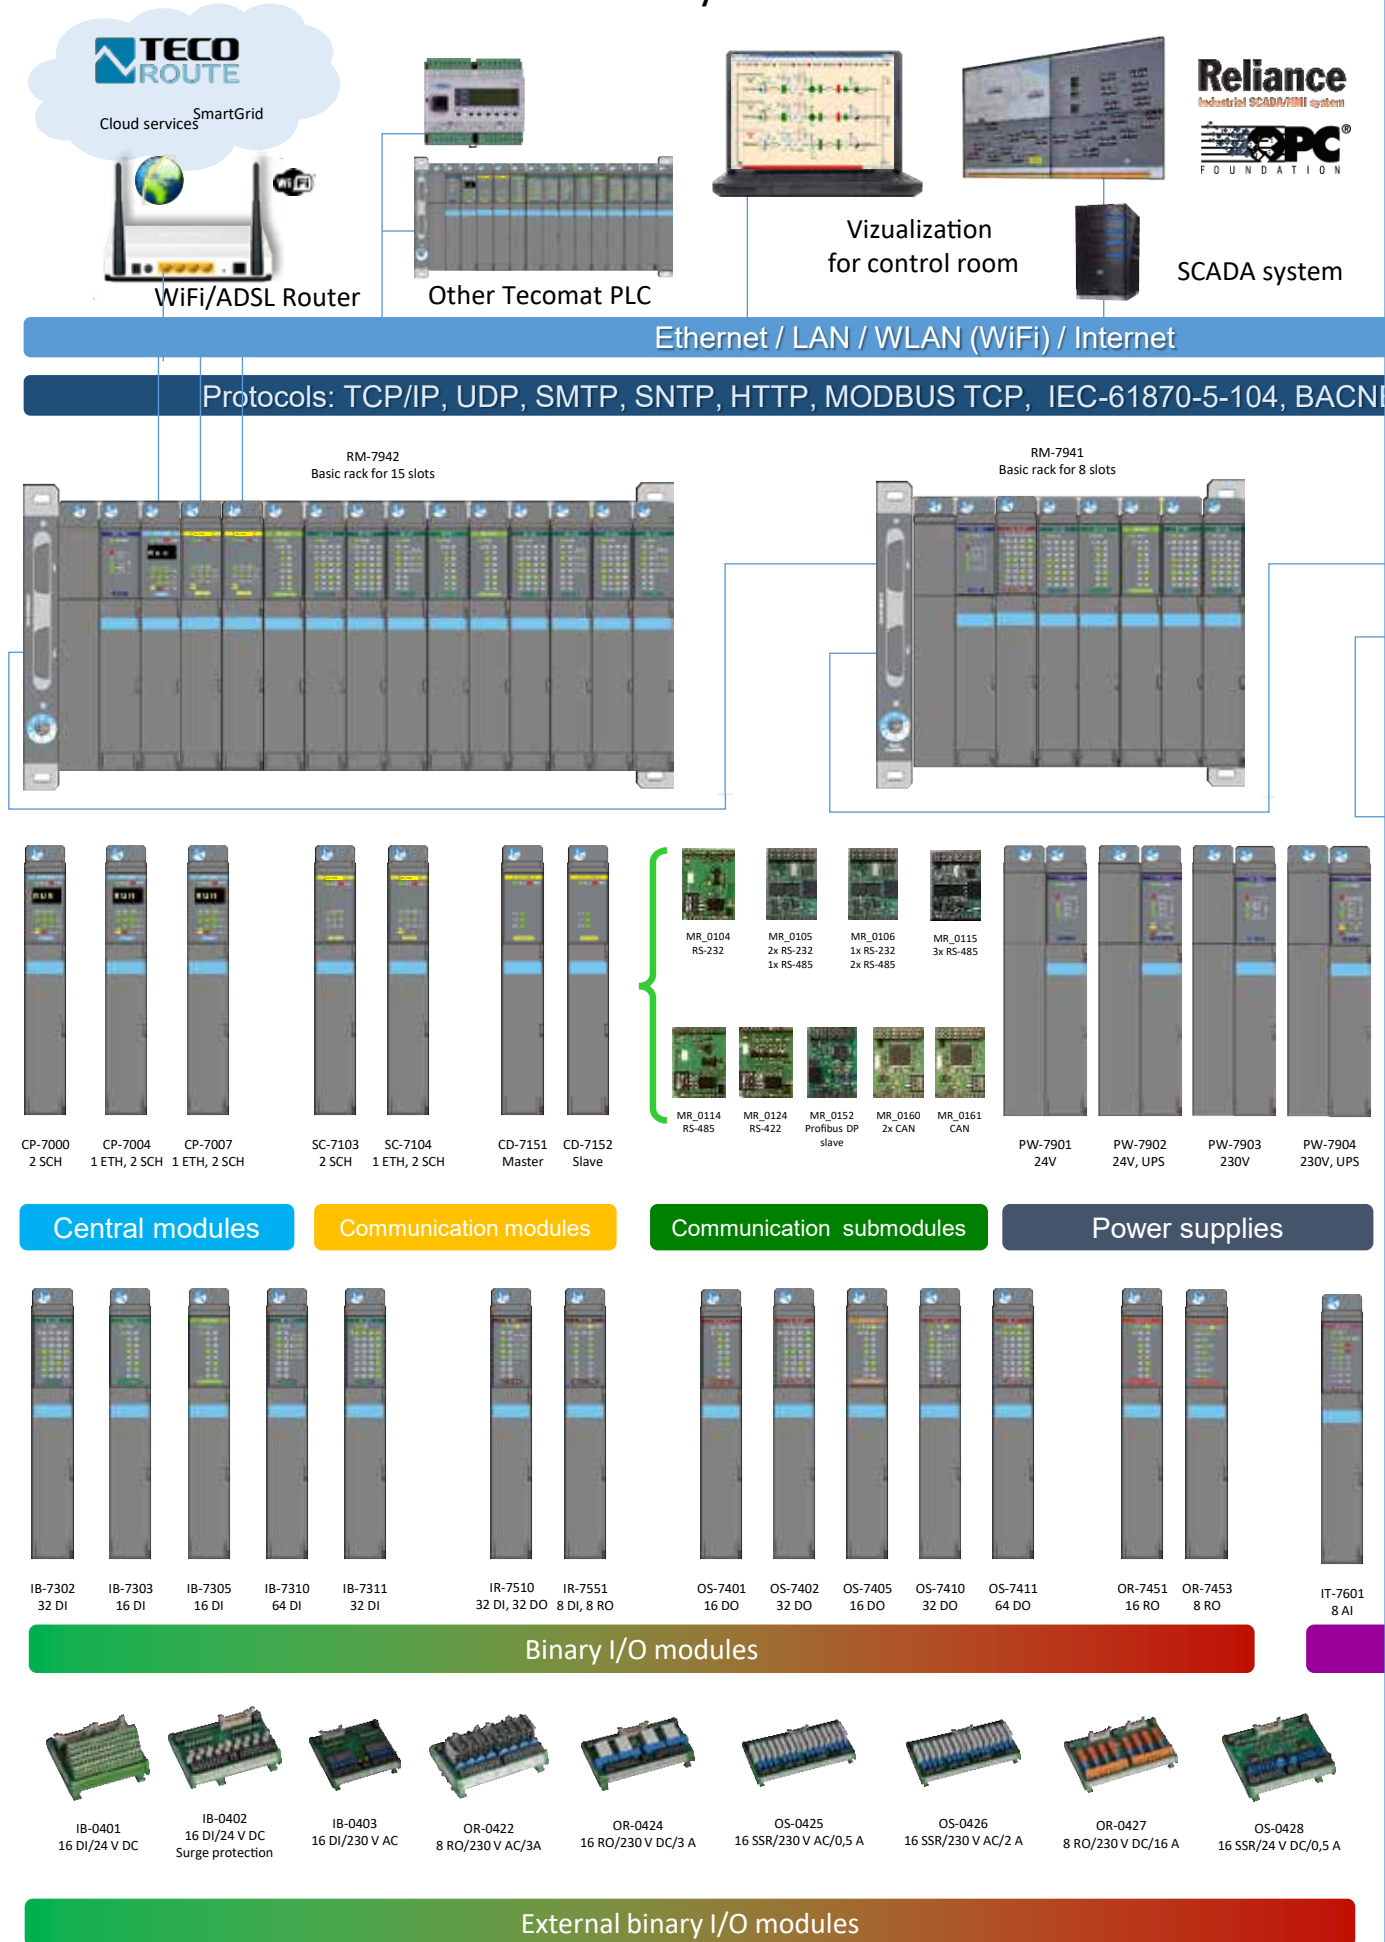 TECO
ROUTE
SmartGrid
Cloud services
WiFi
WiFi/ADSL Router
Other Tecomat PLC
Vizualization
for control room
Reliance
Industrial SCADA/HMI system
OPC®
FOUNDATION
SCADA system
Ethernet / LAN / WLAN (WiFi) / Internet
Protocols: TCP/IP, UDP, SMTP, SNTP, HTTP, MODBUS TCP, IEC-61870-5-104, BACNE
RM-7942
Basic rack for 15 slots
RM-7941
Basic rack for 8 slots
MR_0104
RS-232
MR_0105
2x RS-232
1x RS-485
MR_0106
1x RS-232
2x RS-485
MR_0115
3x RS-485
MR_0114
RS-485
MR_0124
RS-422
MR_0152
Profibus DP
slave
MR_0160
2x CAN
MR_0161
CAN
CP-7000
2 SCH
CP-7004
1 ETH, 2 SCH
CP-7007
1 ETH, 2 SCH
SC-7103
2 SCH
SC-7104
1 ETH, 2 SCH
CD-7151
Master
CD-7152
Slave
PW-7901
24V
PW-7902
24V, UPS
PW-7903
230V
PW-7904
230V, UPS
Central modules
Communication modules
Communication submodules
Power supplies
IB-7302
32 DI
IB-7303
16 DI
IB-7305
16 DI
IB-7310
64 DI
IB-7311
32 DI
IR-7510
32 DI, 32 DO
IR-7551
8 DI, 8 RO
OS-7401
16 DO
OS-7402
32 DO
OS-7405
16 DO
OS-7410
32 DO
OS-7411
64 DO
OR-7451
16 RO
OR-7453
8 RO
IT-7601
8 AI
Binary I/O modules
IB-0401
16 DI/24 V DC
IB-0402
16 DI/24 V DC
Surge protection
IB-0403
16 DI/230 V AC
OR-0422
8 RO/230 V AC/3A
OR-0424
16 RO/230 V DC/3 A
OS-0425
16 SSR/230 V AC/0,5 A
OS-0426
16 SSR/230 V AC/2 A
OR-0427
8 RO/230 V DC/16 A
OS-0428
16 SSR/24 V DC/0,5 A
External binary I/O modules